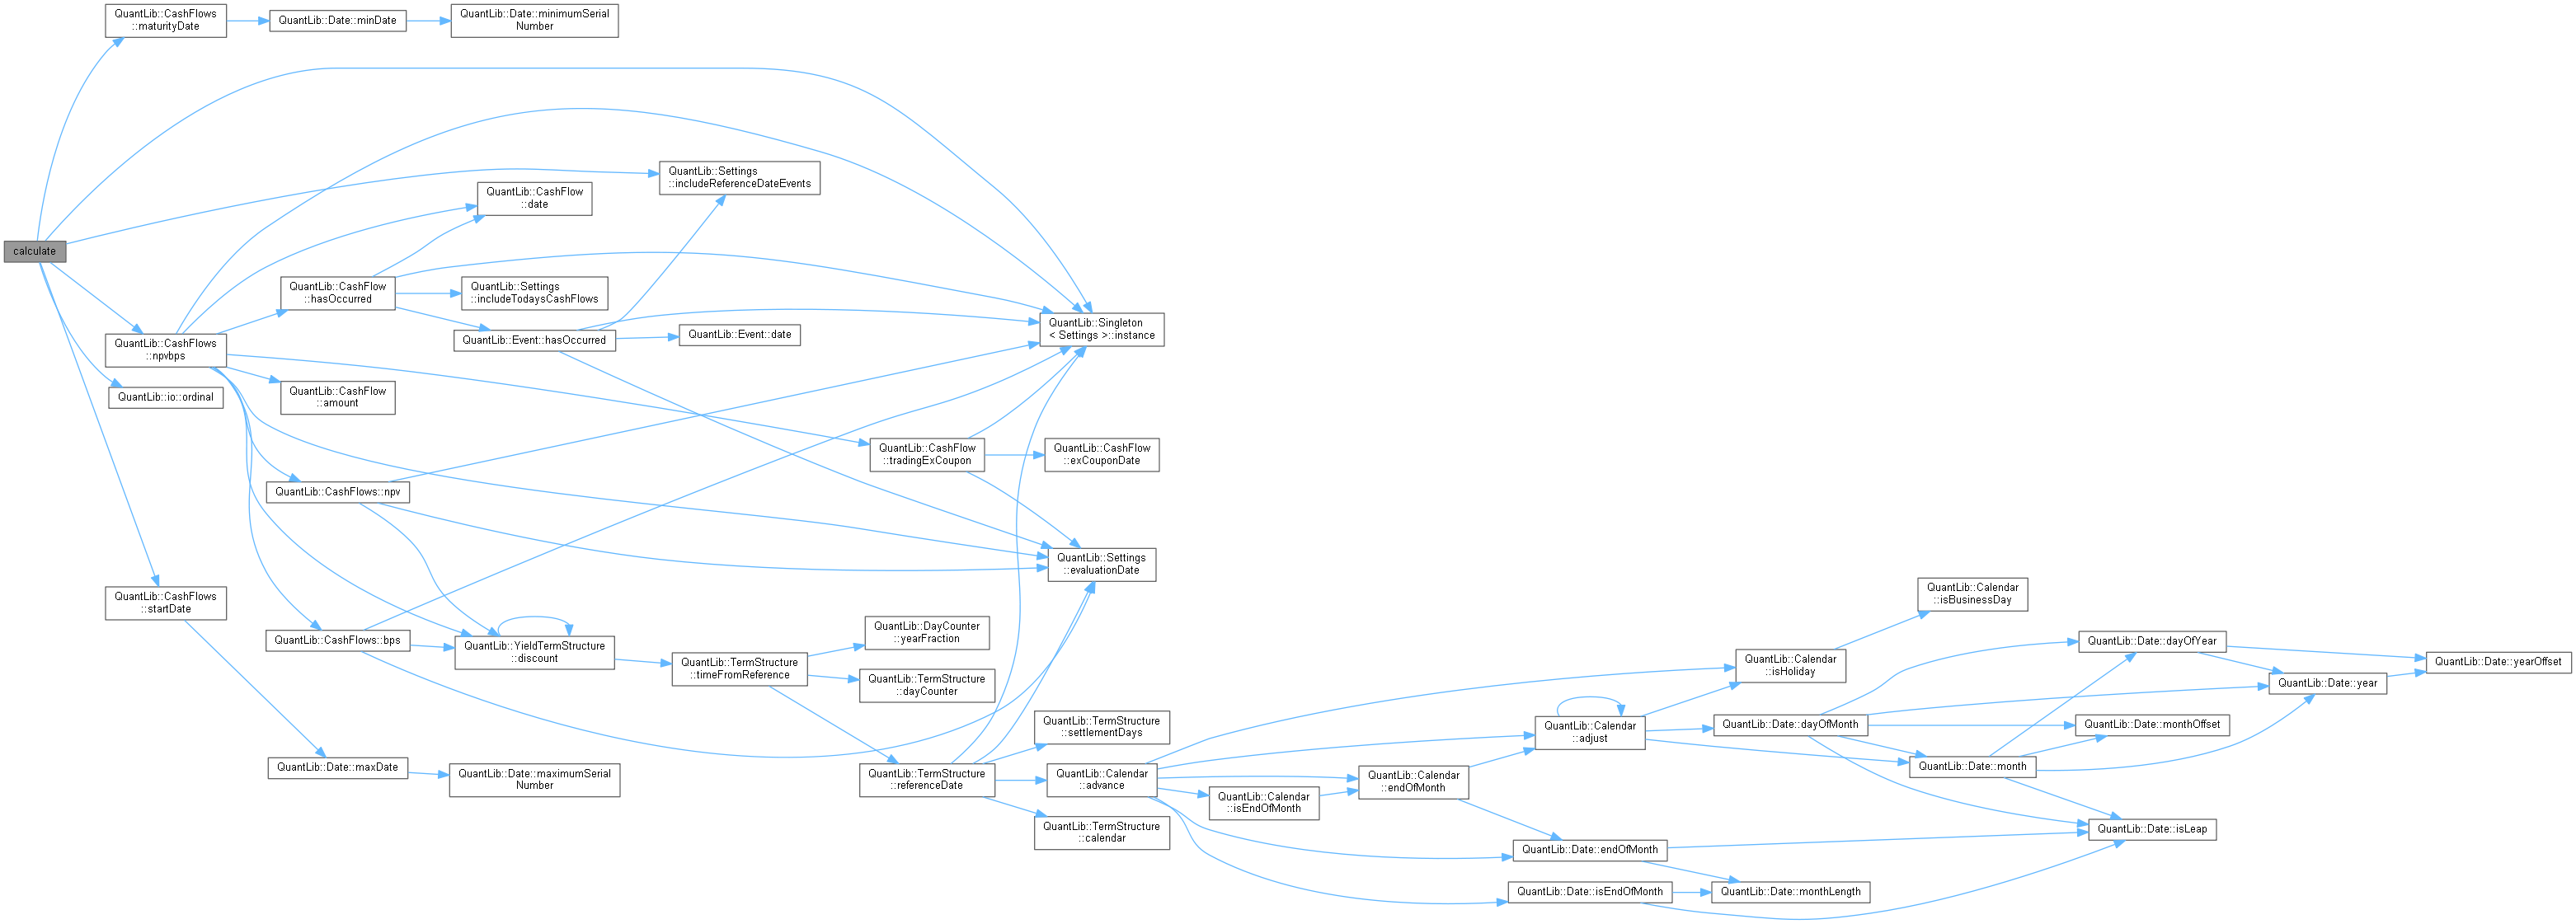 QuantLib::CashFlows
::maturityDate
QuantLib::Date::minDate
QuantLib::Date::minimumSerial
Number
QuantLib::Settings
::includeReferenceDateEvents
QuantLib::CashFlow
::date
calculate
QuantLib::CashFlow
::hasOccurred
QuantLib::Settings
::includeTodaysCashFlows
QuantLib::Singleton
< Settings >::instance
QuantLib::Event::hasOccurred
QuantLib::Event::date
QuantLib::CashFlows
::npvbps
QuantLib::io::ordinal
QuantLib::CashFlow
::amount
QuantLib::CashFlow
::tradingExCoupon
QuantLib::CashFlow
::exCouponDate
QuantLib::CashFlows::npv
QuantLib::Settings
::evaluationDate
QuantLib::CashFlows
::startDate
QuantLib::CashFlows::bps
QuantLib::YieldTermStructure
::discount
QuantLib::DayCounter
::yearFraction
QuantLib::TermStructure
::timeFromReference
QuantLib::TermStructure
::dayCounter
QuantLib::TermStructure
::settlementDays
QuantLib::Date::maxDate
QuantLib::Date::maximumSerial
Number
QuantLib::TermStructure
::referenceDate
QuantLib::Calendar
::advance
QuantLib::TermStructure
::calendar
QuantLib::Calendar
::isEndOfMonth
QuantLib::Calendar
::endOfMonth
QuantLib::Calendar
::adjust
QuantLib::Date::endOfMonth
QuantLib::Date::isEndOfMonth
QuantLib::Calendar
::isBusinessDay
QuantLib::Calendar
::isHoliday
QuantLib::Date::dayOfMonth
QuantLib::Date::monthLength
QuantLib::Date::month
QuantLib::Date::dayOfYear
QuantLib::Date::monthOffset
QuantLib::Date::isLeap
QuantLib::Date::year
QuantLib::Date::yearOffset